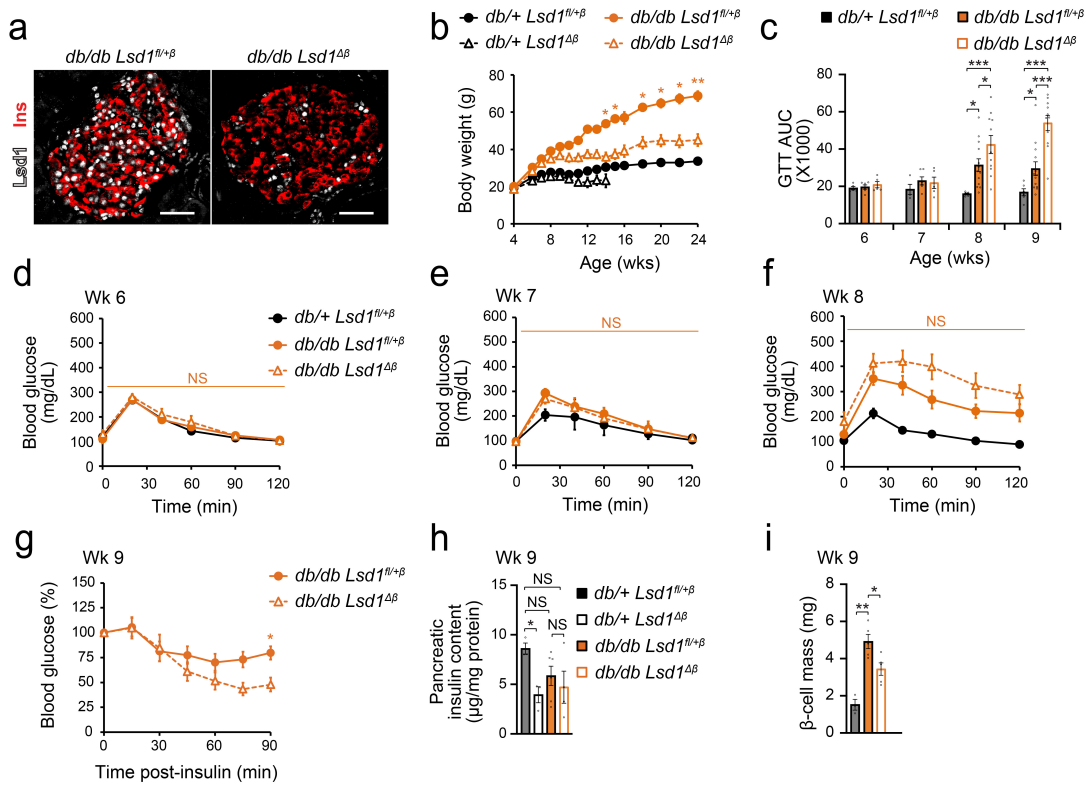 a
db/db Lsd1fl/+β
db/db Lsd1Δβ
Lsd1 Ins
b
db/+ Lsd1fl/+β
db/db Lsd1fl/+β
db/+ Lsd1Δβ
db/db Lsd1Δβ
Body weight (g)
80
60
40
20
0
* * * * * **
4 8 12 16 20 24
Age (wks)
c
db/+ Lsd1fl/+β
db/db Lsd1fl/+β
db/db Lsd1Δβ
GTT AUC
(X1000)
80
60
40
20
0
*** ***
* * * ***
6 7 8 9
Age (wks)
d
Wk 6
db/+ Lsd1fl/+β
db/db Lsd1fl/+β
db/db Lsd1Δβ
Blood glucose
(mg/dL)
600
500
400
300
200
100
0
NS
0 30 60 90 120
Time (min)
e
Wk 7
Blood glucose
(mg/dL)
600
500
400
300
200
100
0
NS
0 30 60 90 120
Time (min)
f
Wk 8
Blood glucose
(mg/dL)
600
500
400
300
200
100
0
NS
0 30 60 90 120
Time (min)
g
Wk 9
db/db Lsd1fl/+β
db/db Lsd1Δβ
Blood glucose (%)
150
125
100
75
50
25
0
*
0 30 60 90
Time post-insulin (min)
h
Wk 9
Pancreatic
insulin content
(µg/mg protein)
15
10
5
0
NS
NS
* NS
db/+ Lsd1fl/+β
db/+ Lsd1Δβ
db/db Lsd1fl/+β
db/db Lsd1Δβ
i
Wk 9
β-cell mass (mg)
8
6
4
2
0
** *